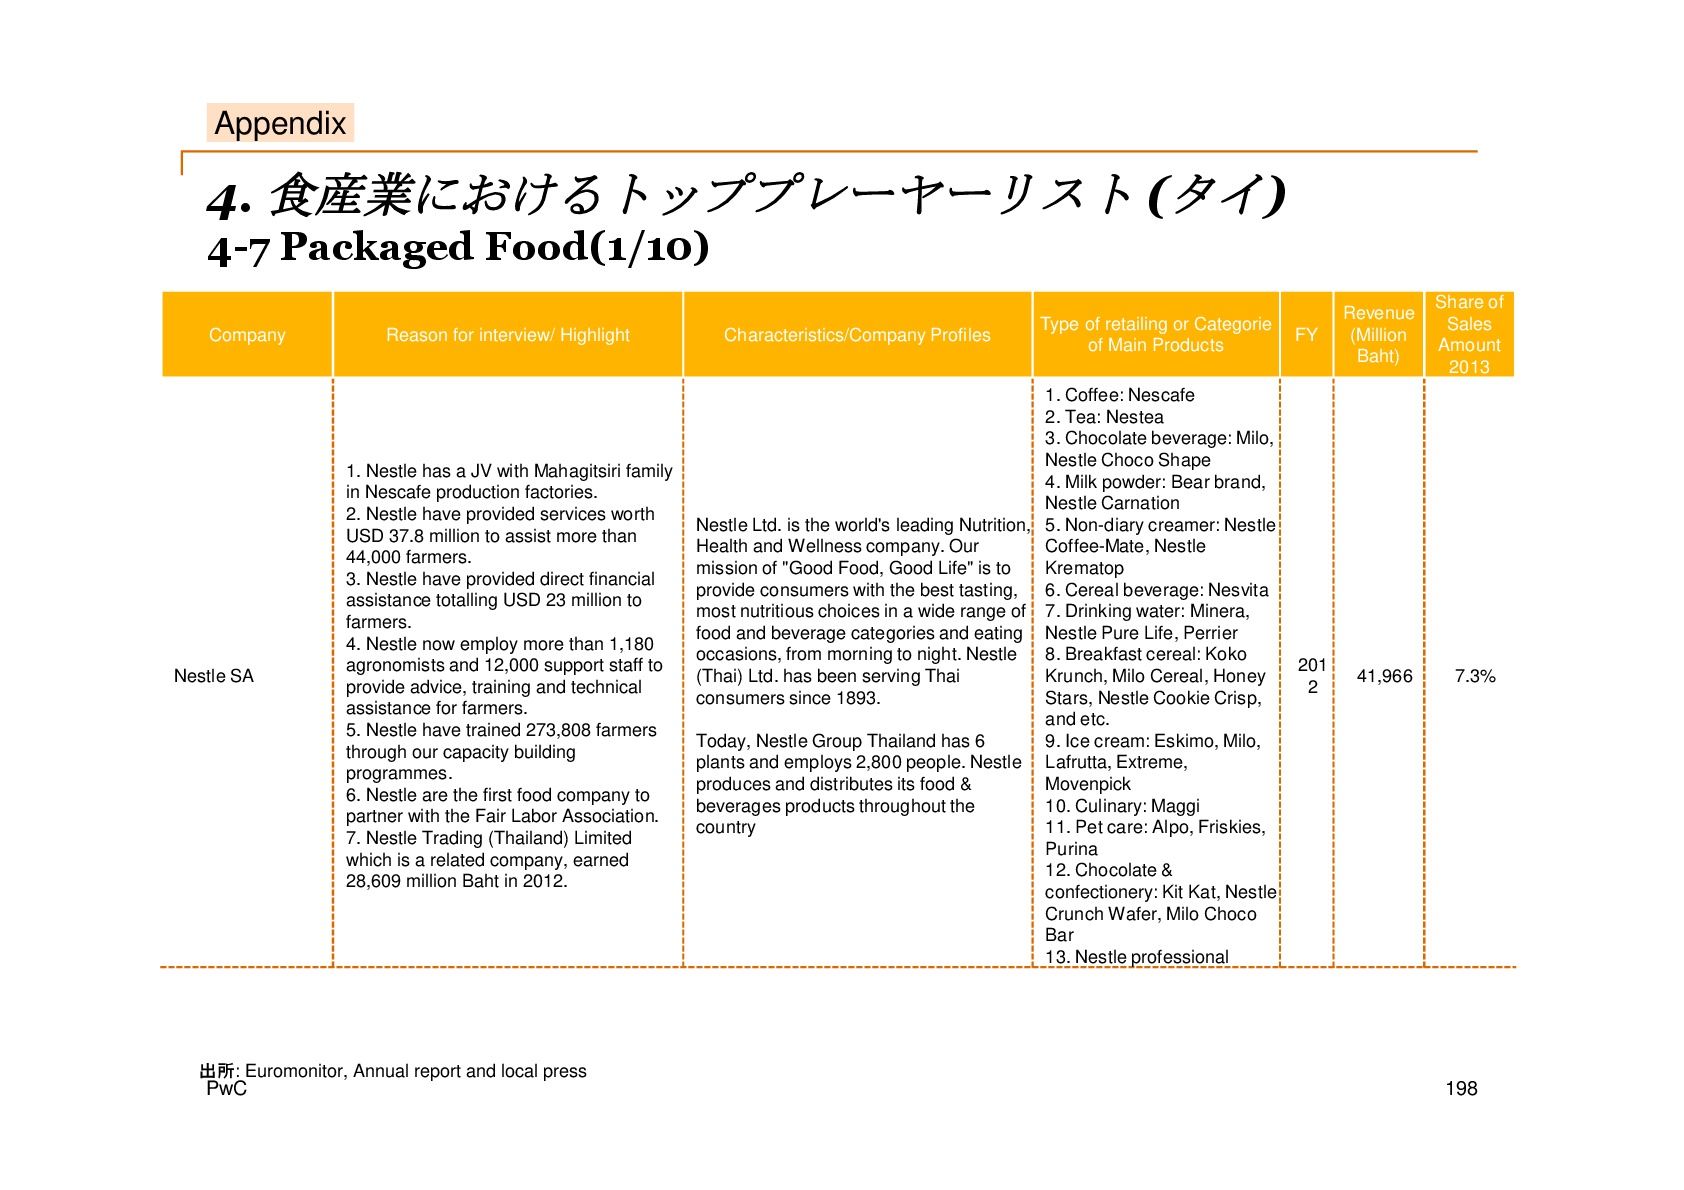 Appendix
4. 食産業におけるトッププレーヤーリスト(タイ)
4-7 Packaged Food(1/10)
Company
Reason for interview/ Highlight
Characteristics/Company Profiles
Type of retailing or Categorie
of Main Products
FY
Revenue
(Million
Baht)
Share of
Sales
Amount
2013
Nestle SA
1. Nestle has a JV with Mahagitsiri family
in Nescafe production factories.
2. Nestle have provided services worth
USD 37.8 million to assist more than
44,000 farmers.
3. Nestle have provided direct financial
assistance totalling USD 23 million to
farmers.
4. Nestle now employ more than 1,180
agronomists and 12,000 support staff to
provide advice, training and technical
assistance for farmers.
5. Nestle have trained 273,808 farmers
through our capacity building
programmes.
6. Nestle are the first food company to
partner with the Fair Labor Association.
7. Nestle Trading (Thailand) Limited
which is a related company, earned
28,609 million Baht in 2012.
Nestle Ltd. is the world's leading Nutrition,
Health and Wellness company. Our
mission of "Good Food, Good Life" is to
provide consumers with the best tasting,
most nutritious choices in a wide range of
food and beverage categories and eating
occasions, from morning to night. Nestle
(Thai) Ltd. has been serving Thai
consumers since 1893.
Today, Nestle Group Thailand has 6
plants and employs 2,800 people. Nestle
produces and distributes its food &
beverages products throughout the
country
1. Coffee: Nescafe
2. Tea: Nestea
3. Chocolate beverage: Milo,
Nestle Choco Shape
4. Milk powder: Bear brand,
Nestle Carnation
5. Non-diary creamer: Nestle
Coffee-Mate, Nestle
Krematop
6. Cereal beverage: Nesvita
7. Drinking water: Minera,
Nestle Pure Life, Perrier
8. Breakfast cereal: Koko
Krunch, Milo Cereal, Honey
Stars, Nestle Cookie Crisp,
and etc.
9. Ice cream: Eskimo, Milo,
Lafrutta, Extreme,
Movenpick
10. Culinary: Maggi
11. Pet care: Alpo, Friskies,
Purina
12. Chocolate &
confectionery: Kit Kat, Nestle
Crunch Wafer, Milo Choco
Bar
13. Nestle professional
201
2
41,966
7.3%
出所: Euromonitor, Annual report and local press
PwC
198